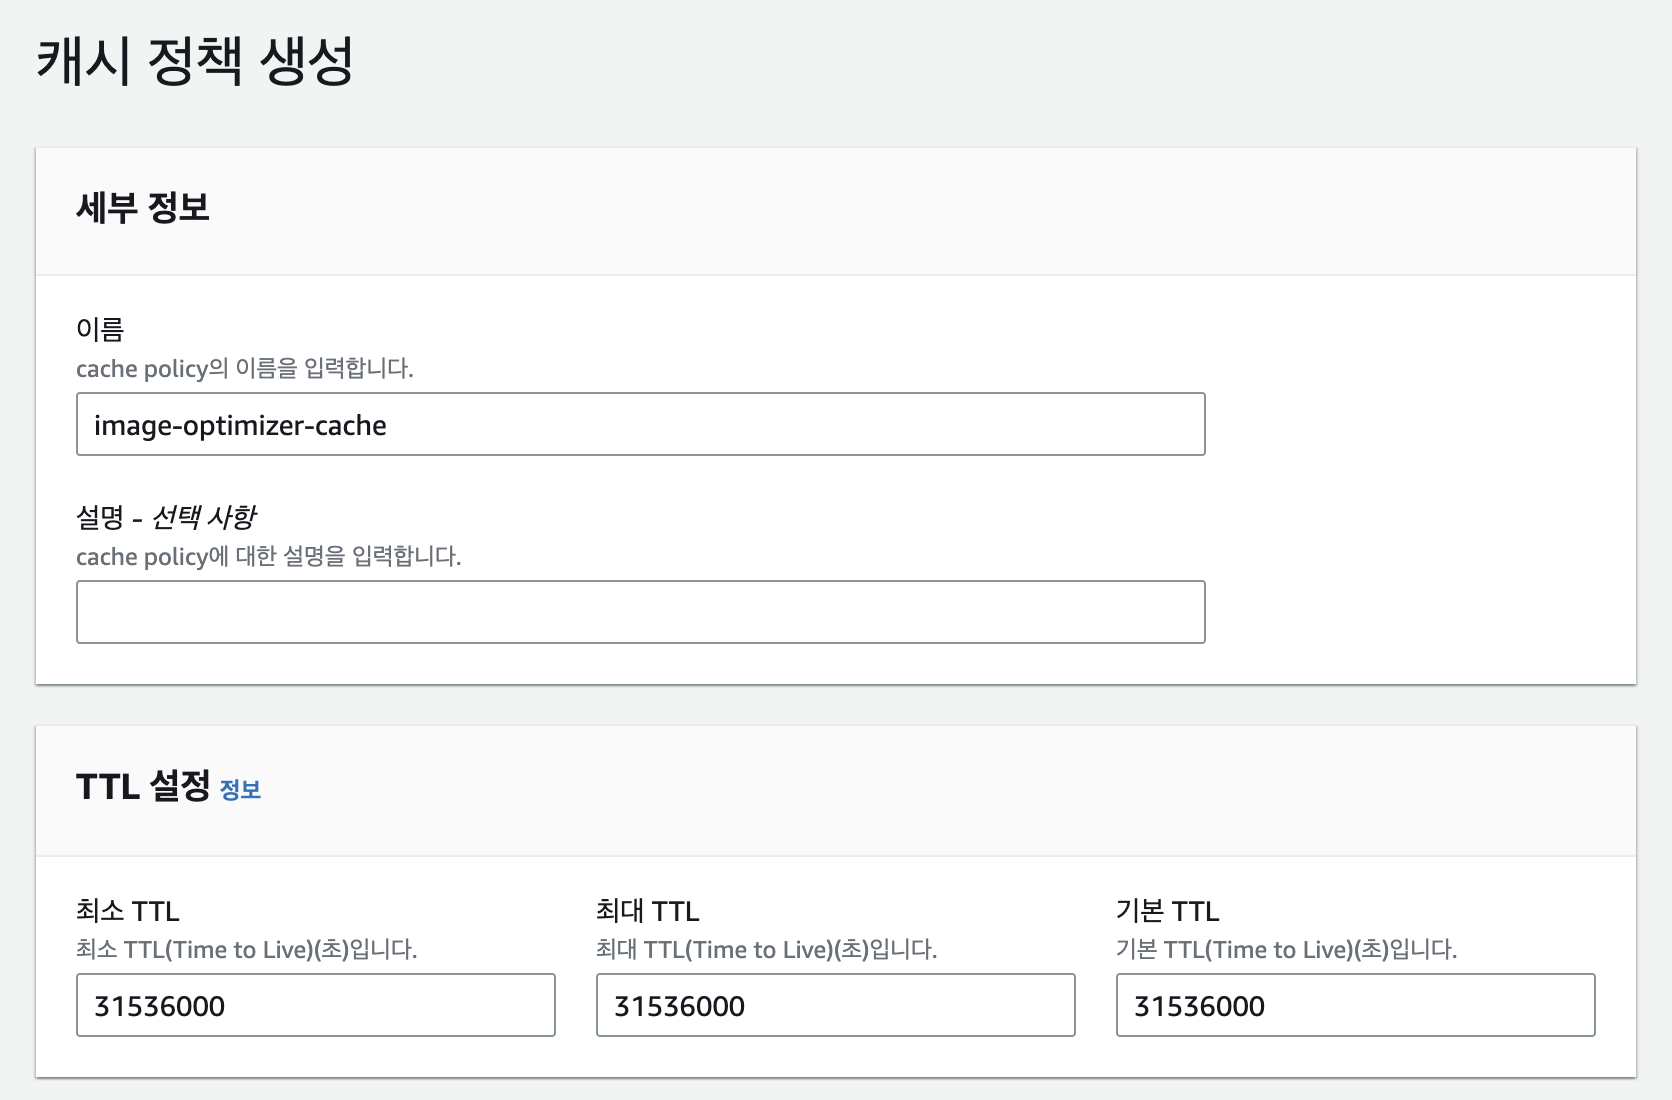 캐시 정책 생성
세부 정보
이름
cache policy의 이름을 입력합니다.
image-optimizer-cache
설명 - 선택 사항
cache policy에 대한 설명을 입력합니다.
TTL 설정 정보
최소 TTL 최대 TTL 기본 TTL
최소 TTL(Time to Live)(초)입니다. 최대 TTL(Time to Live)(초)입니다. 기본 TTL(Time to Live)(초)입니다.
31536000 31536000 31536000